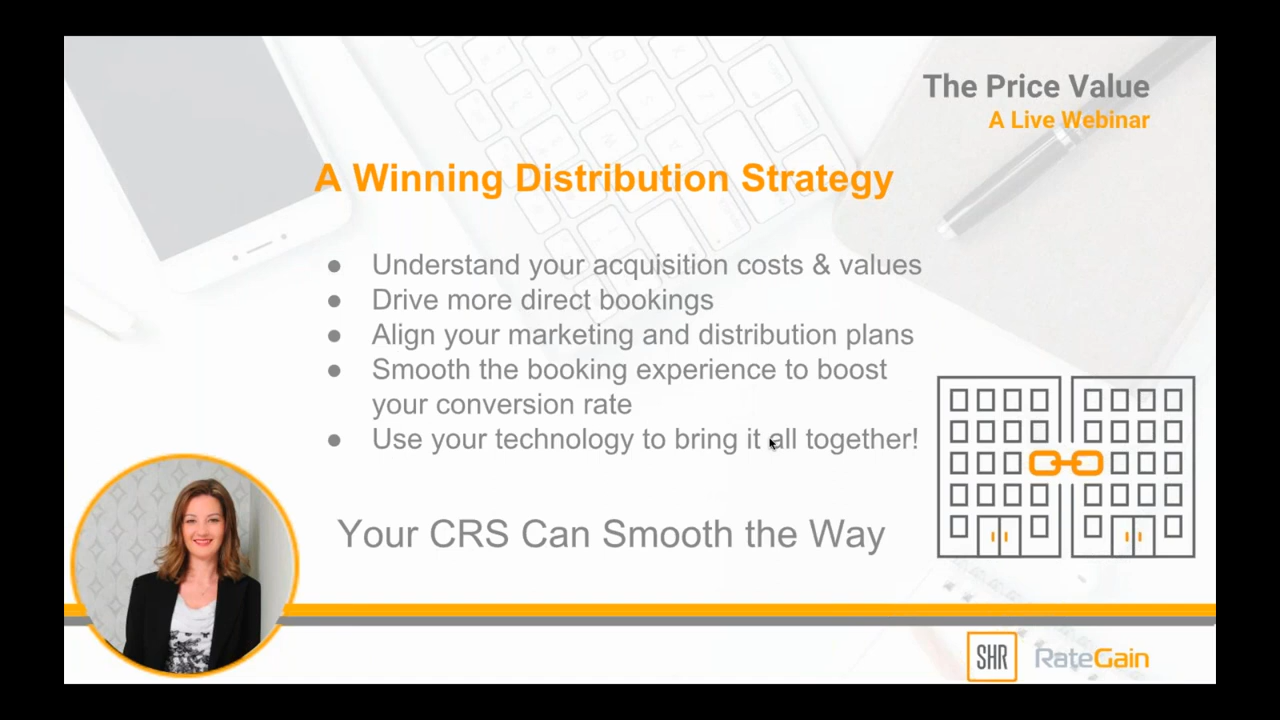 The Price Value
A Live Webinar
A Winning Distribution Strategy
● Understand your acquisition costs & values
● Drive more direct bookings
● Align your marketing and distribution plans
● Smooth the booking experience to boost
your conversion rate
● Use your technology to bring it all together!
Your CRS Can Smooth the Way
SHR RateGain